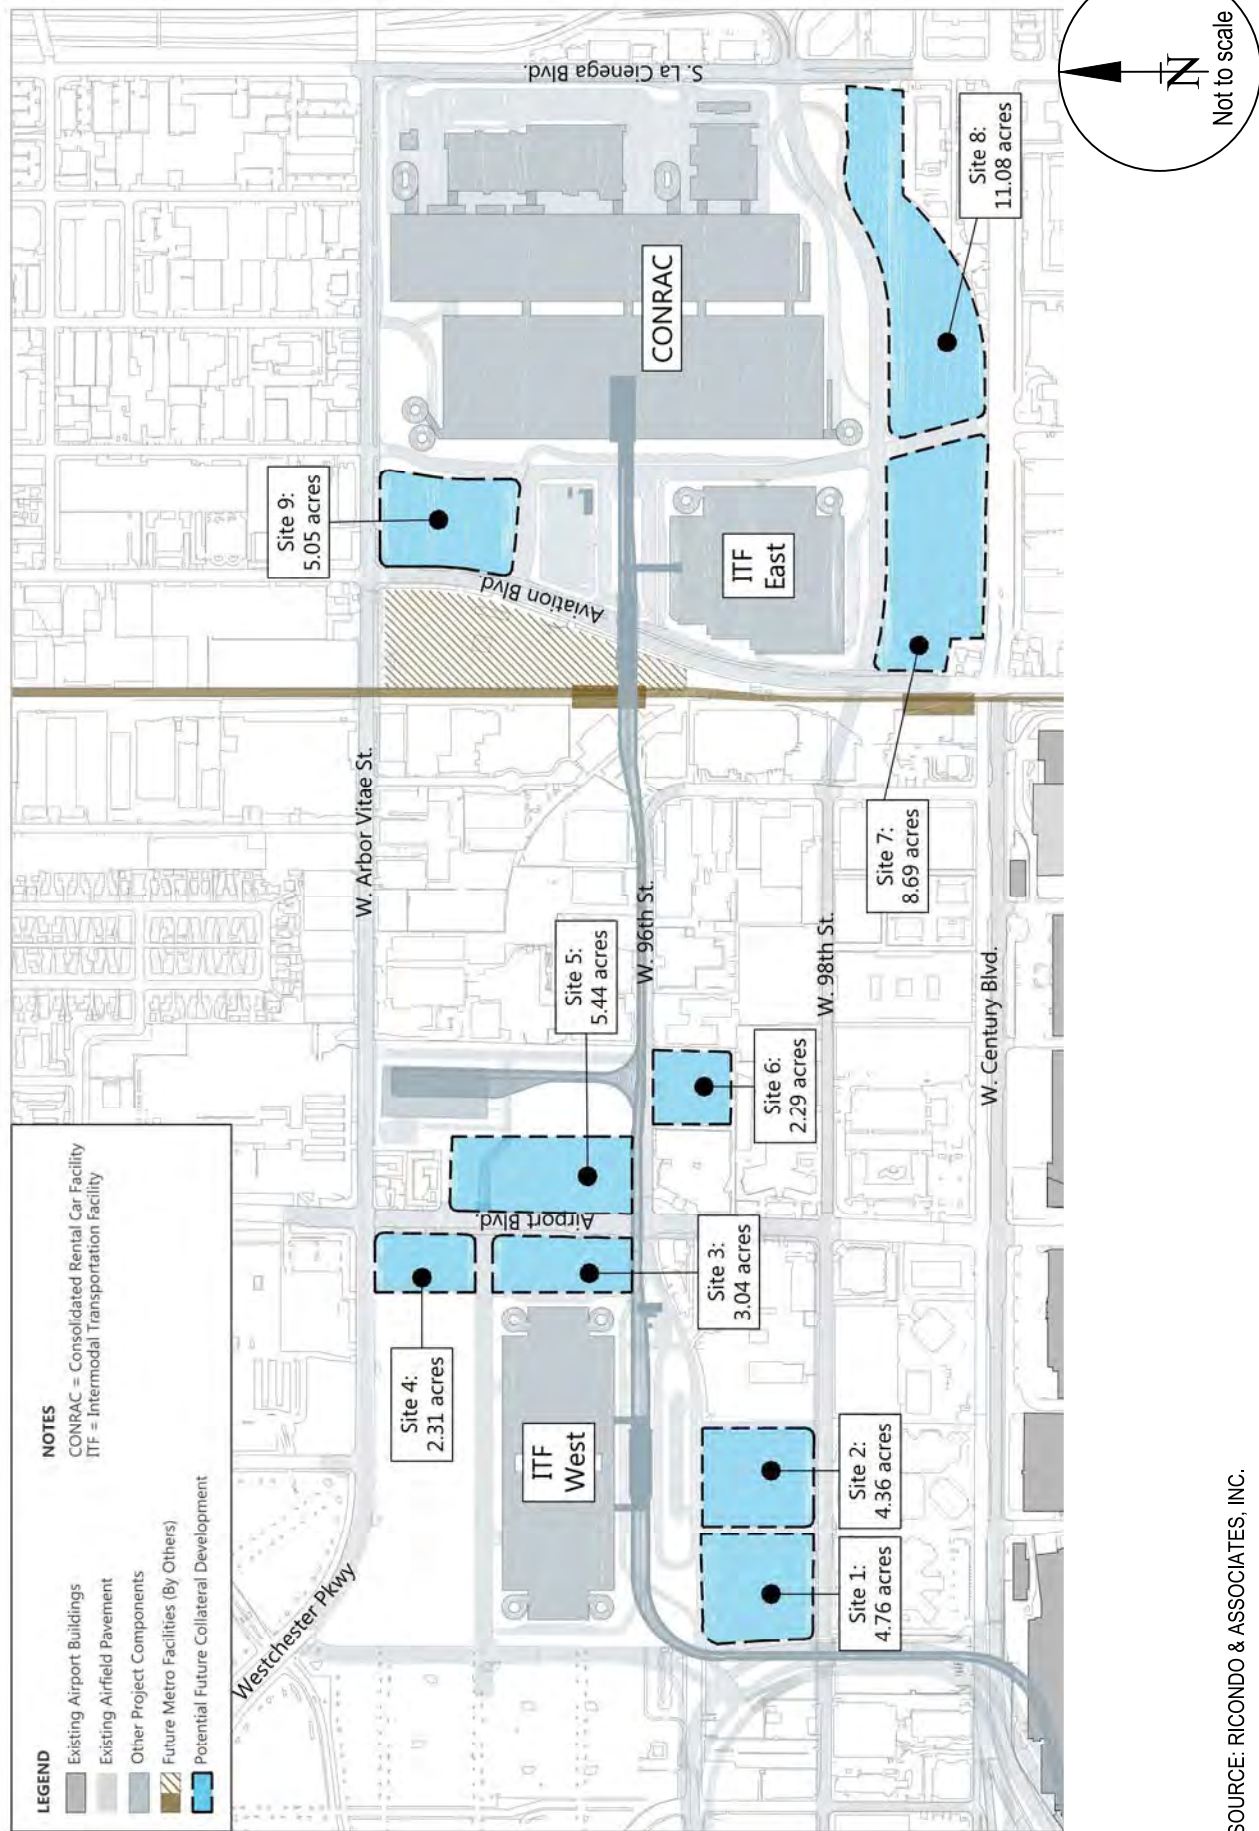 LEGEND
Existing Airport Buildings
Existing Airfield Pavement
Other Project Components
Future Metro Facilities (By Others)
Potential Future Collateral Development
NOTES
CONRAC = Consolidated Rental Car Facility
ITF = Intermodal Transportation Facility
Westchester Pkwy
W. Arbor Vitae St.
S. La Cienega Blvd.
Site 9:
5.05 acres
Site 4:
2.31 acres
Airport Blvd.
Site 5:
5.44 acres
Aviation Blvd.
ITF
West
W. 96th St.
CONRAC
Site 3:
3.04 acres
Site 6:
2.29 acres
ITF
East
Site 1:
4.76 acres
Site 2:
4.36 acres
W. 98th St.
Site 7:
8.69 acres
Site 8:
11.08 acres
W. Century Blvd.
N
Not to scale
SOURCE: RICONDO & ASSOCIATES, INC.